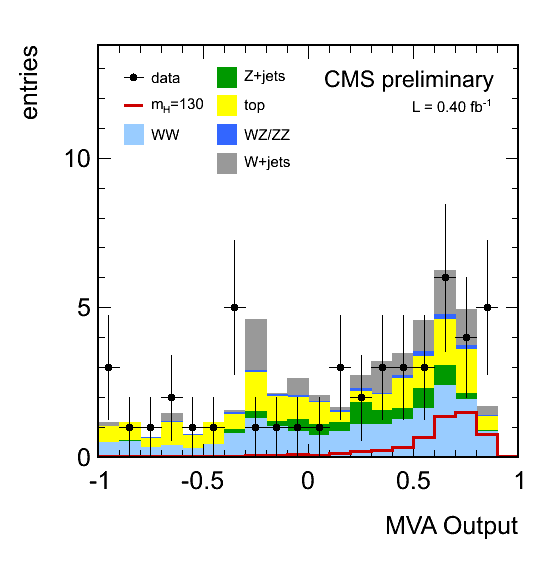 entries
data
m_H=130
WW
Z+jets
top
WZ/ZZ
W+jets
CMS preliminary
L = 0.40 fb⁻¹
10
5
0
-1 -0.5 0 0.5 1
MVA Output